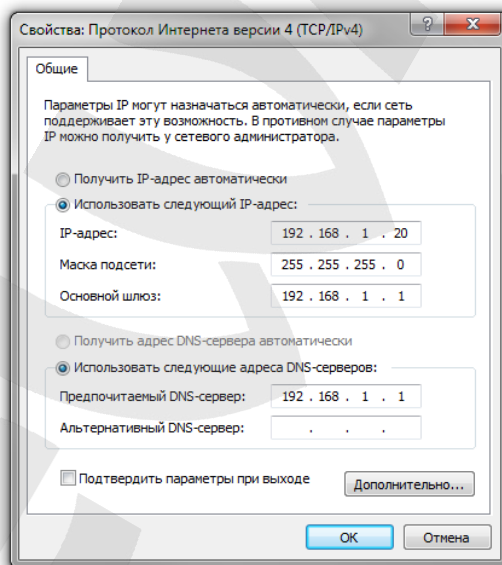 Свойства: Протокол Интернета версии 4 (TCP/IPv4)
Общие
Параметры IP могут назначаться автоматически, если сеть
поддерживает эту возможность. В противном случае параметры
IP можно получить у сетевого администратора.
Получить IP-адрес автоматически
Использовать следующий IP-адрес:
IP-адрес: 192 . 168 . 1 . 20
Маска подсети: 255 . 255 . 255 . 0
Основной шлюз: 192 . 168 . 1 . 1
Получить адрес DNS-сервера автоматически
Использовать следующие адреса DNS-серверов:
Предпочитаемый DNS-сервер: 192 . 168 . 1 . 1
Альтернативный DNS-сервер: . . .
Подтвердить параметры при выходе
Дополнительно...
ОК Отмена